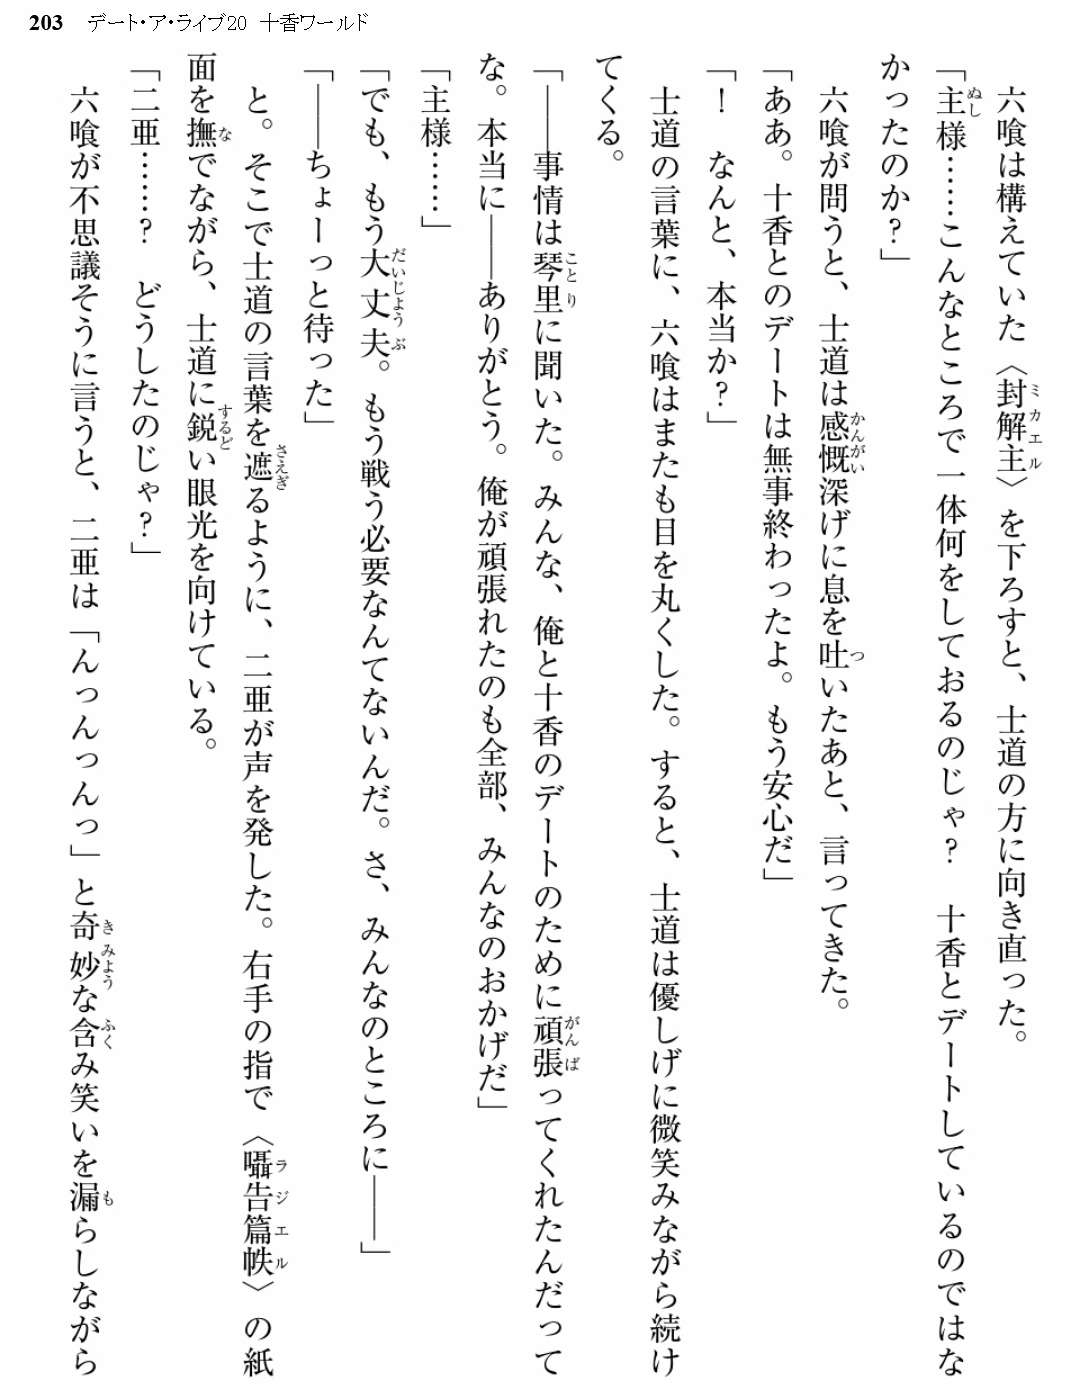 203 デート・ア・ライブ20 十香ワールド
六喰は構えていた〈封解主〉を下ろすと、士道の方に向き直った。
「主様……こんなところで一体何をしておるのじゃ? 十香とデートしているのではな
かったのか?」
六喰が問うと、士道は感慨深げに息を吐いたあと、言ってきた。
「ああ。十香とのデートは無事終わったよ。もう安心だ」
「! なんと、本当か?」
士道の言葉に、六喰はまたも目を丸くした。すると、士道は優しげに微笑みながら続け
てくる。
「――事情は琴里に聞いた。みんな、俺と十香のデートのために頑張ってくれたんだって
な。本当に――ありがとう。俺が頑張れたのも全部、みんなのおかげだ」
「主様……」
「でも、もう大丈夫。もう戦う必要なんてないんだ。さ、みんなのところに――」
「――ちょーっと待った」
と。そこで士道の言葉を遮るように、二亜が声を発した。右手の指で〈囁告篇帙〉の紙
面を撫でながら、士道に鋭い眼光を向けている。
「二亜……? どうしたのじゃ?」
六喰が不思議そうに言うと、二亜は「んっんっんっ」と奇妙な含み笑いを漏らしながら